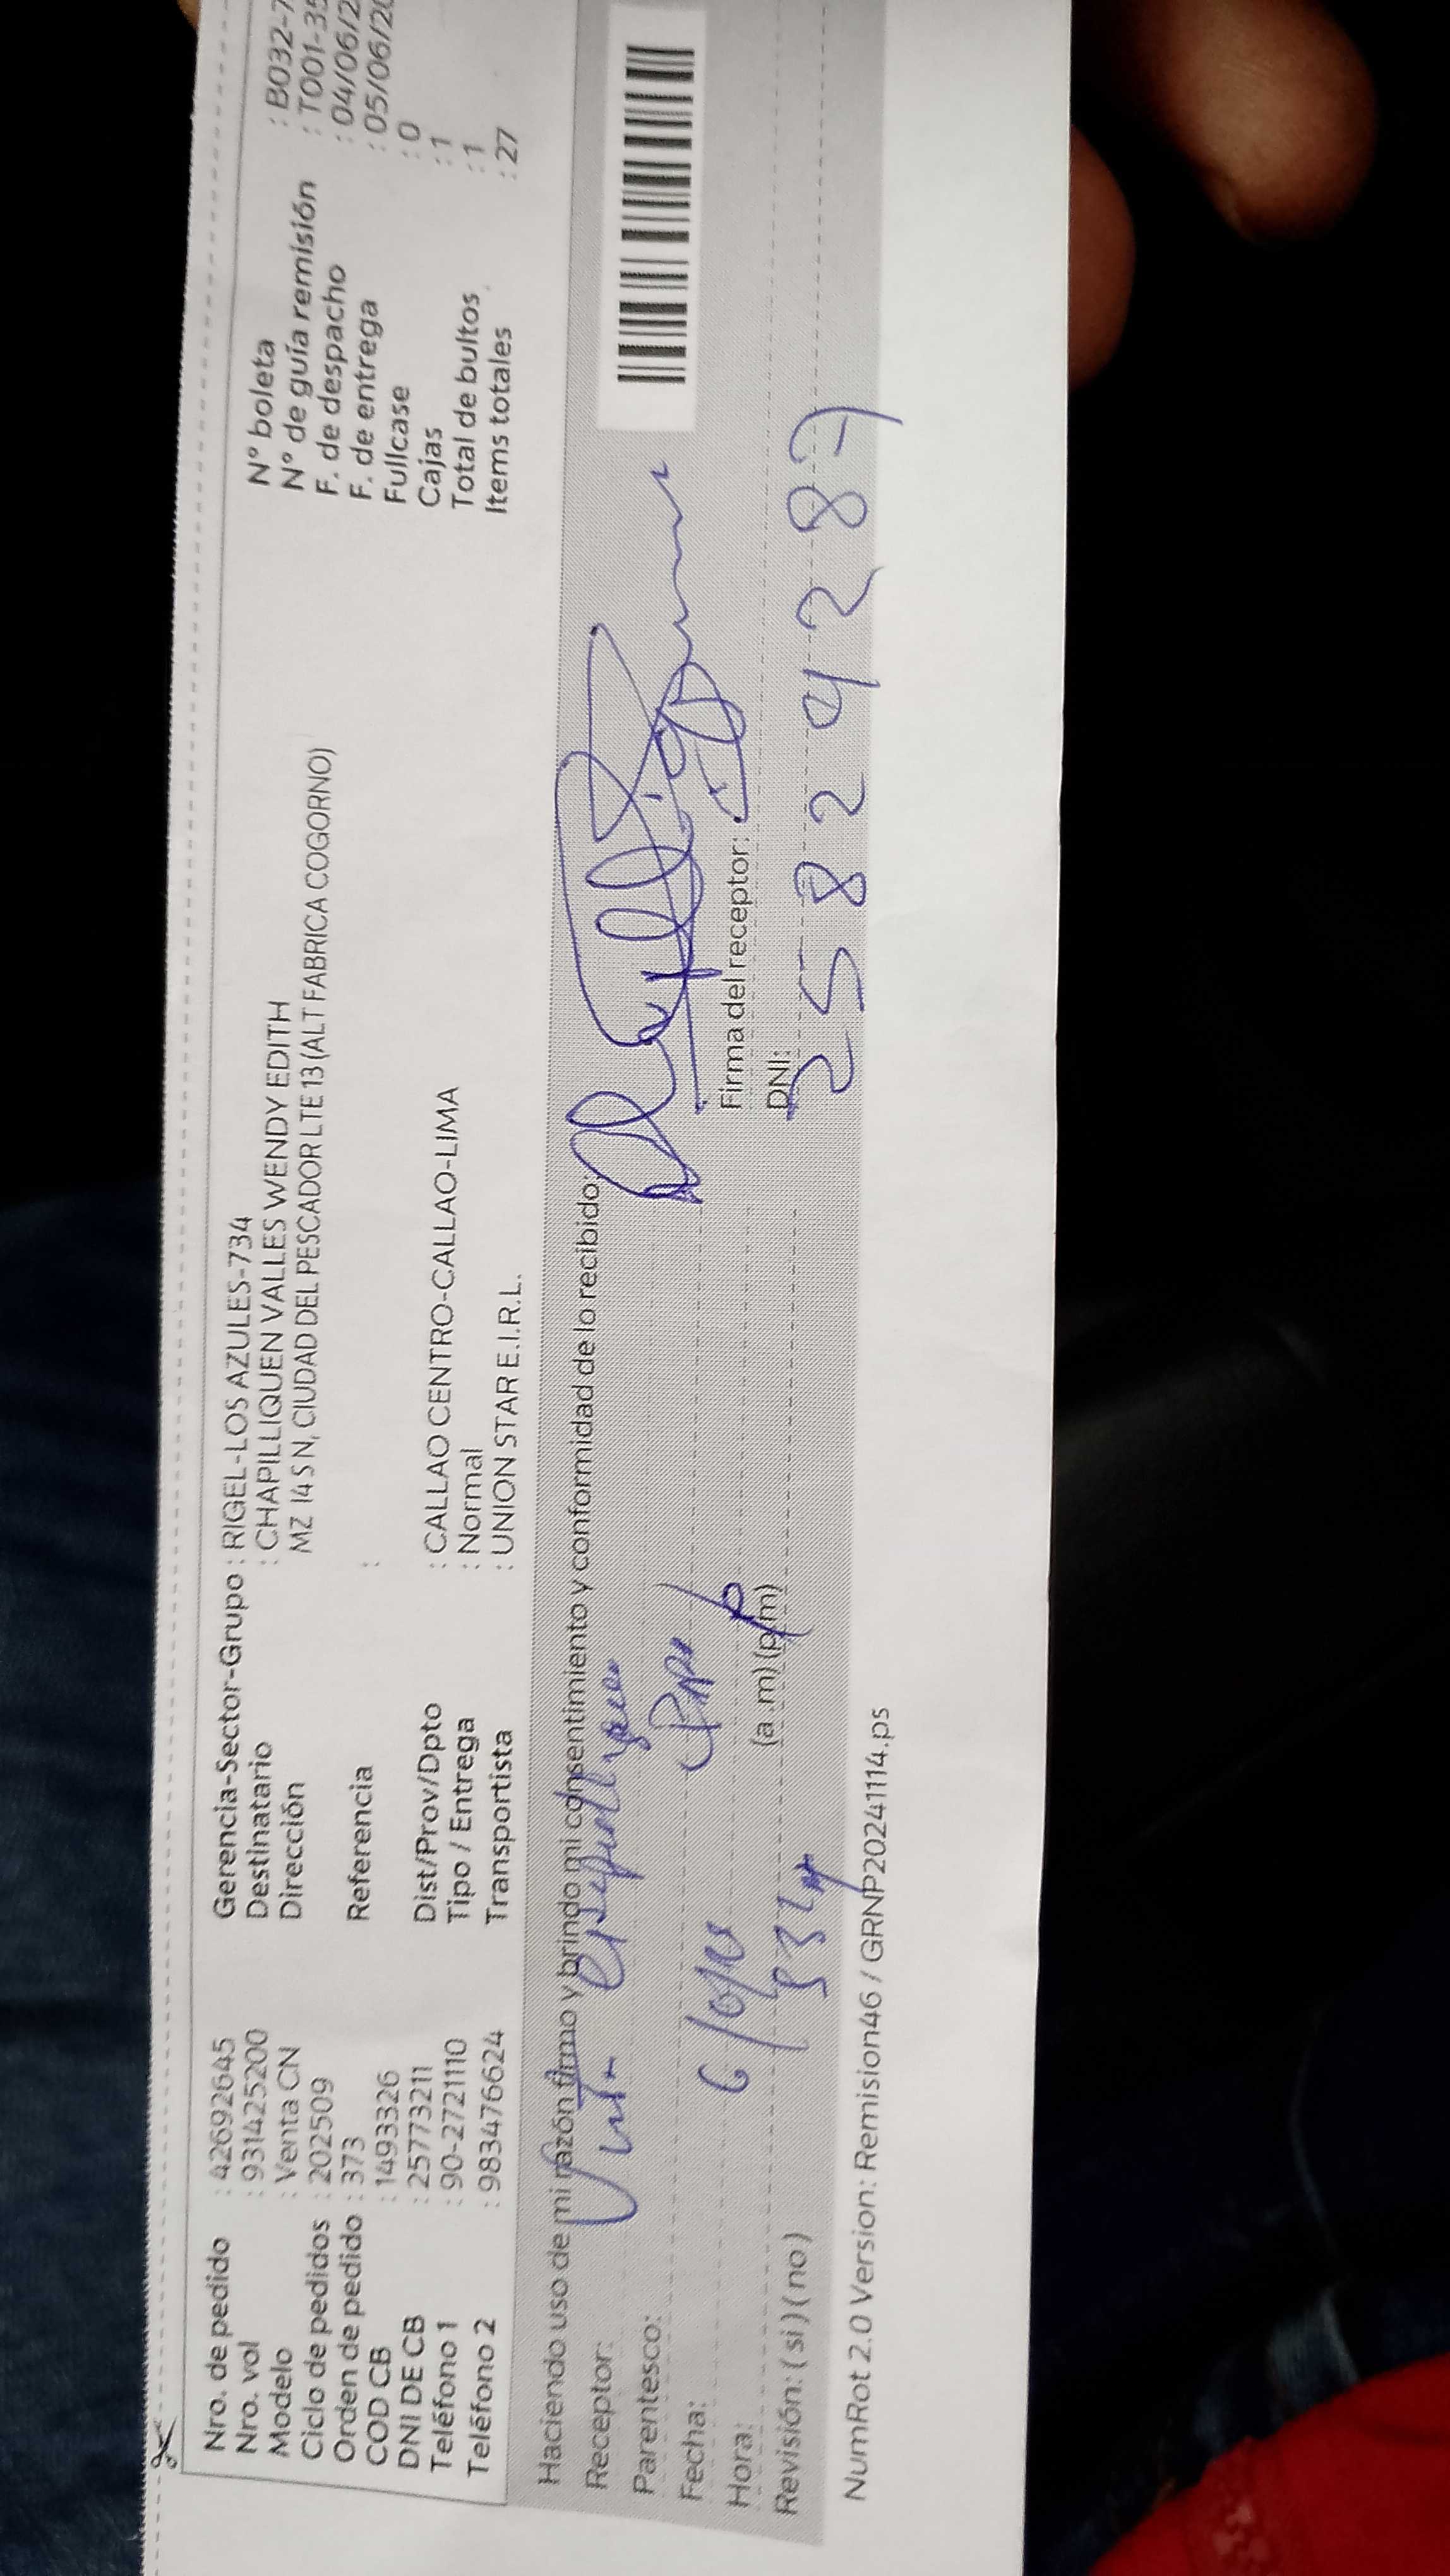 Nro. de pedido : 42692645 Gerencia-Sector-Grupo : RIGEL-LOS AZULES-734 N° boleta : B032-7
Nro. vol : 931425200 Destinatario : CHAPILLIQUEN VALLES WENDY EDITH N° de guía remisión : T001-35
Modelo : Venta CN Dirección MZ 14 S N, CIUDAD DEL PESCADOR LTE 13 (ALT FABRICA COGORNO) F. de despacho : 04/06/2
Ciclo de pedidos : 202509 F. de entrega : 05/06/20
Orden de pedido : 373 Referencia : Fullcase : 0
COD CB : 1493326 Cajas : 1
DNI DE CB : 25773211 Dist/Prov/Dpto : CALLAO CENTRO-CALLAO-LIMA Total de bultos : 1
Teléfono 1 : 90-2721110 Tipo / Entrega : Normal Items totales : 27
Teléfono 2 : 983476624 Transportista : UNION STAR E.I.R.L.
Haciendo uso de mi razón firmo y brindo mi consentimiento y conformidad de lo recibido:
Receptor:
Parentesco:
Fecha: 6
Hora: (a .m) (p.m) Firma del receptor:
Revisión: ( si ) ( no ) DNI: 25824287
NumRot 2.0 Version: Remision46 / GRNP20241114.ps